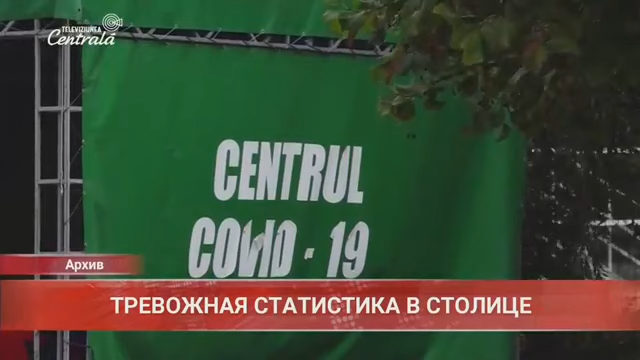 TELEVIZIUNEA
Centrală
CENTRUL
COVID - 19
Архив
ТРЕВОЖНАЯ СТАТИСТИКА В СТОЛИЦЕ